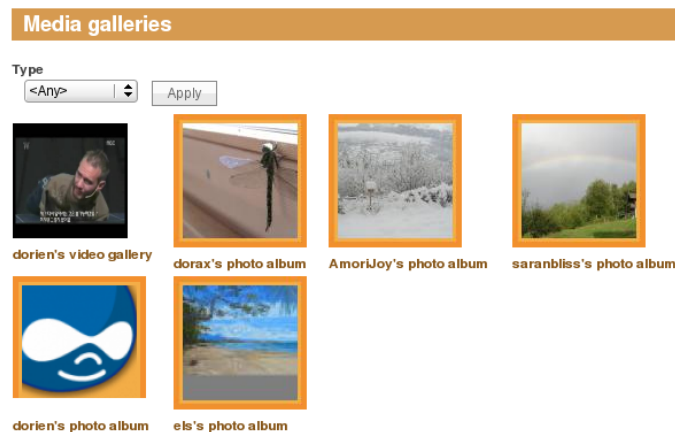 Media galleries
Type
<Any>
Apply
dorien's video gallery
dorax's photo album
AmoriJoy's photo album
saranbliss's photo album
dorien's photo album
els's photo album